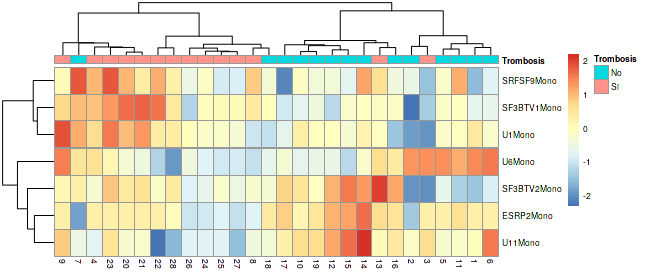 Trombosis
SRFSF9Mono
SF3BTV1Mono
U1Mono
U6Mono
SF3BTV2Mono
ESRP2Mono
U11Mono
9 7 4 23 20 21 22 28 26 24 25 27 8 18 17 10 19 12 15 14 13 16 2 3 5 11 1 6
2
1
0
-1
-2
Trombosis
No
SI